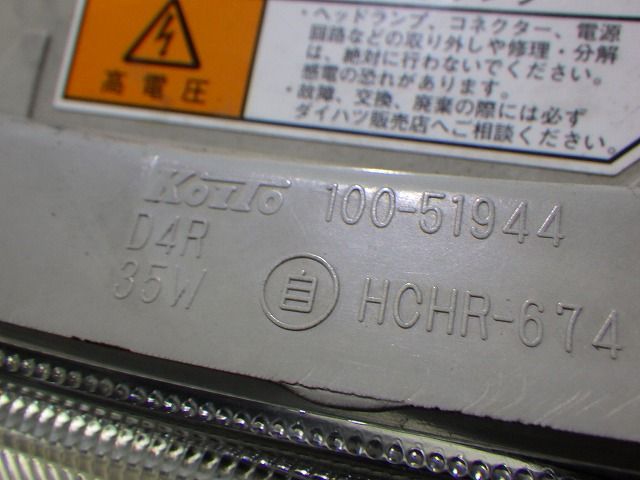 高電圧
・ヘッドランプ、コネクター、電源
回路などの取り外しや修理・分解
は、絶対に行わないでください。
感電の恐れがあります。
・故障、交換、廃棄の際には必ず
ダイハツ販売店へご相談ください。
KOITO 100-51944
D4R
35W 自 HCHR-674